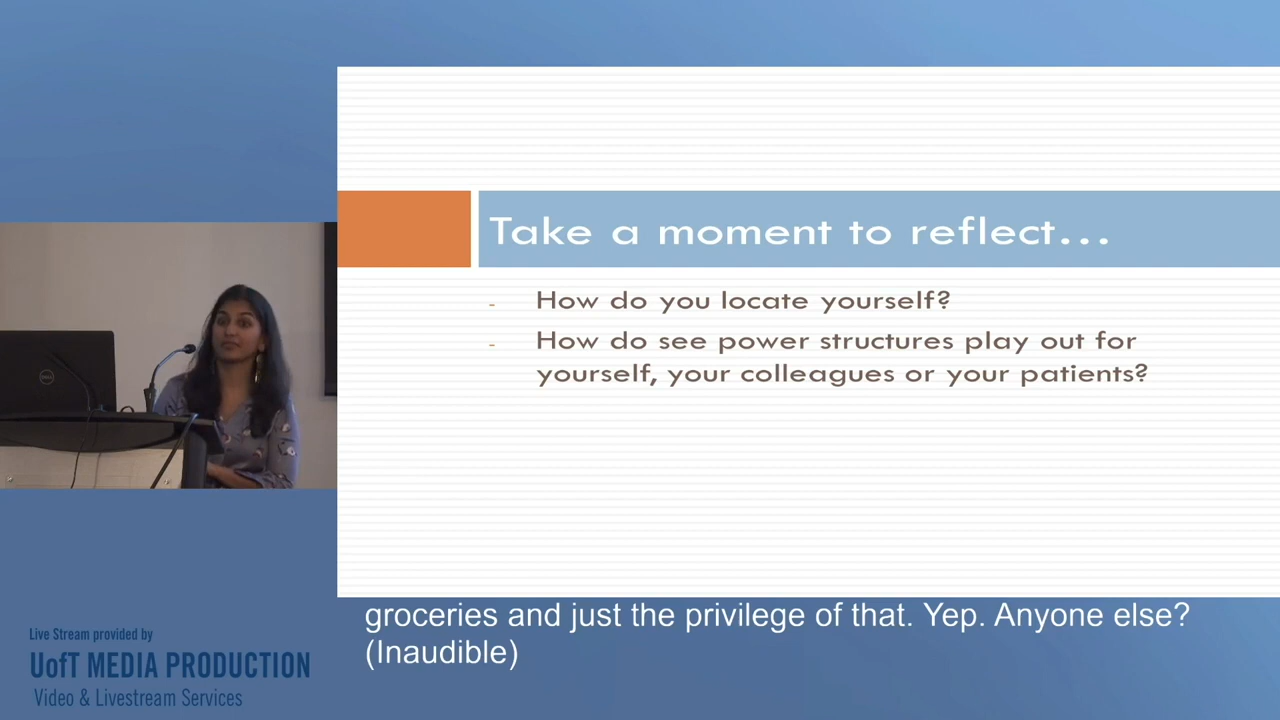 Take a moment to reflect...
- How do you locate yourself?
- How do see power structures play out for
yourself, your colleagues or your patients?
DELL
groceries and just the privilege of that. Yep. Anyone else?
(Inaudible)
Live Stream provided by
UofT MEDIA PRODUCTION
Video & Livestream Services